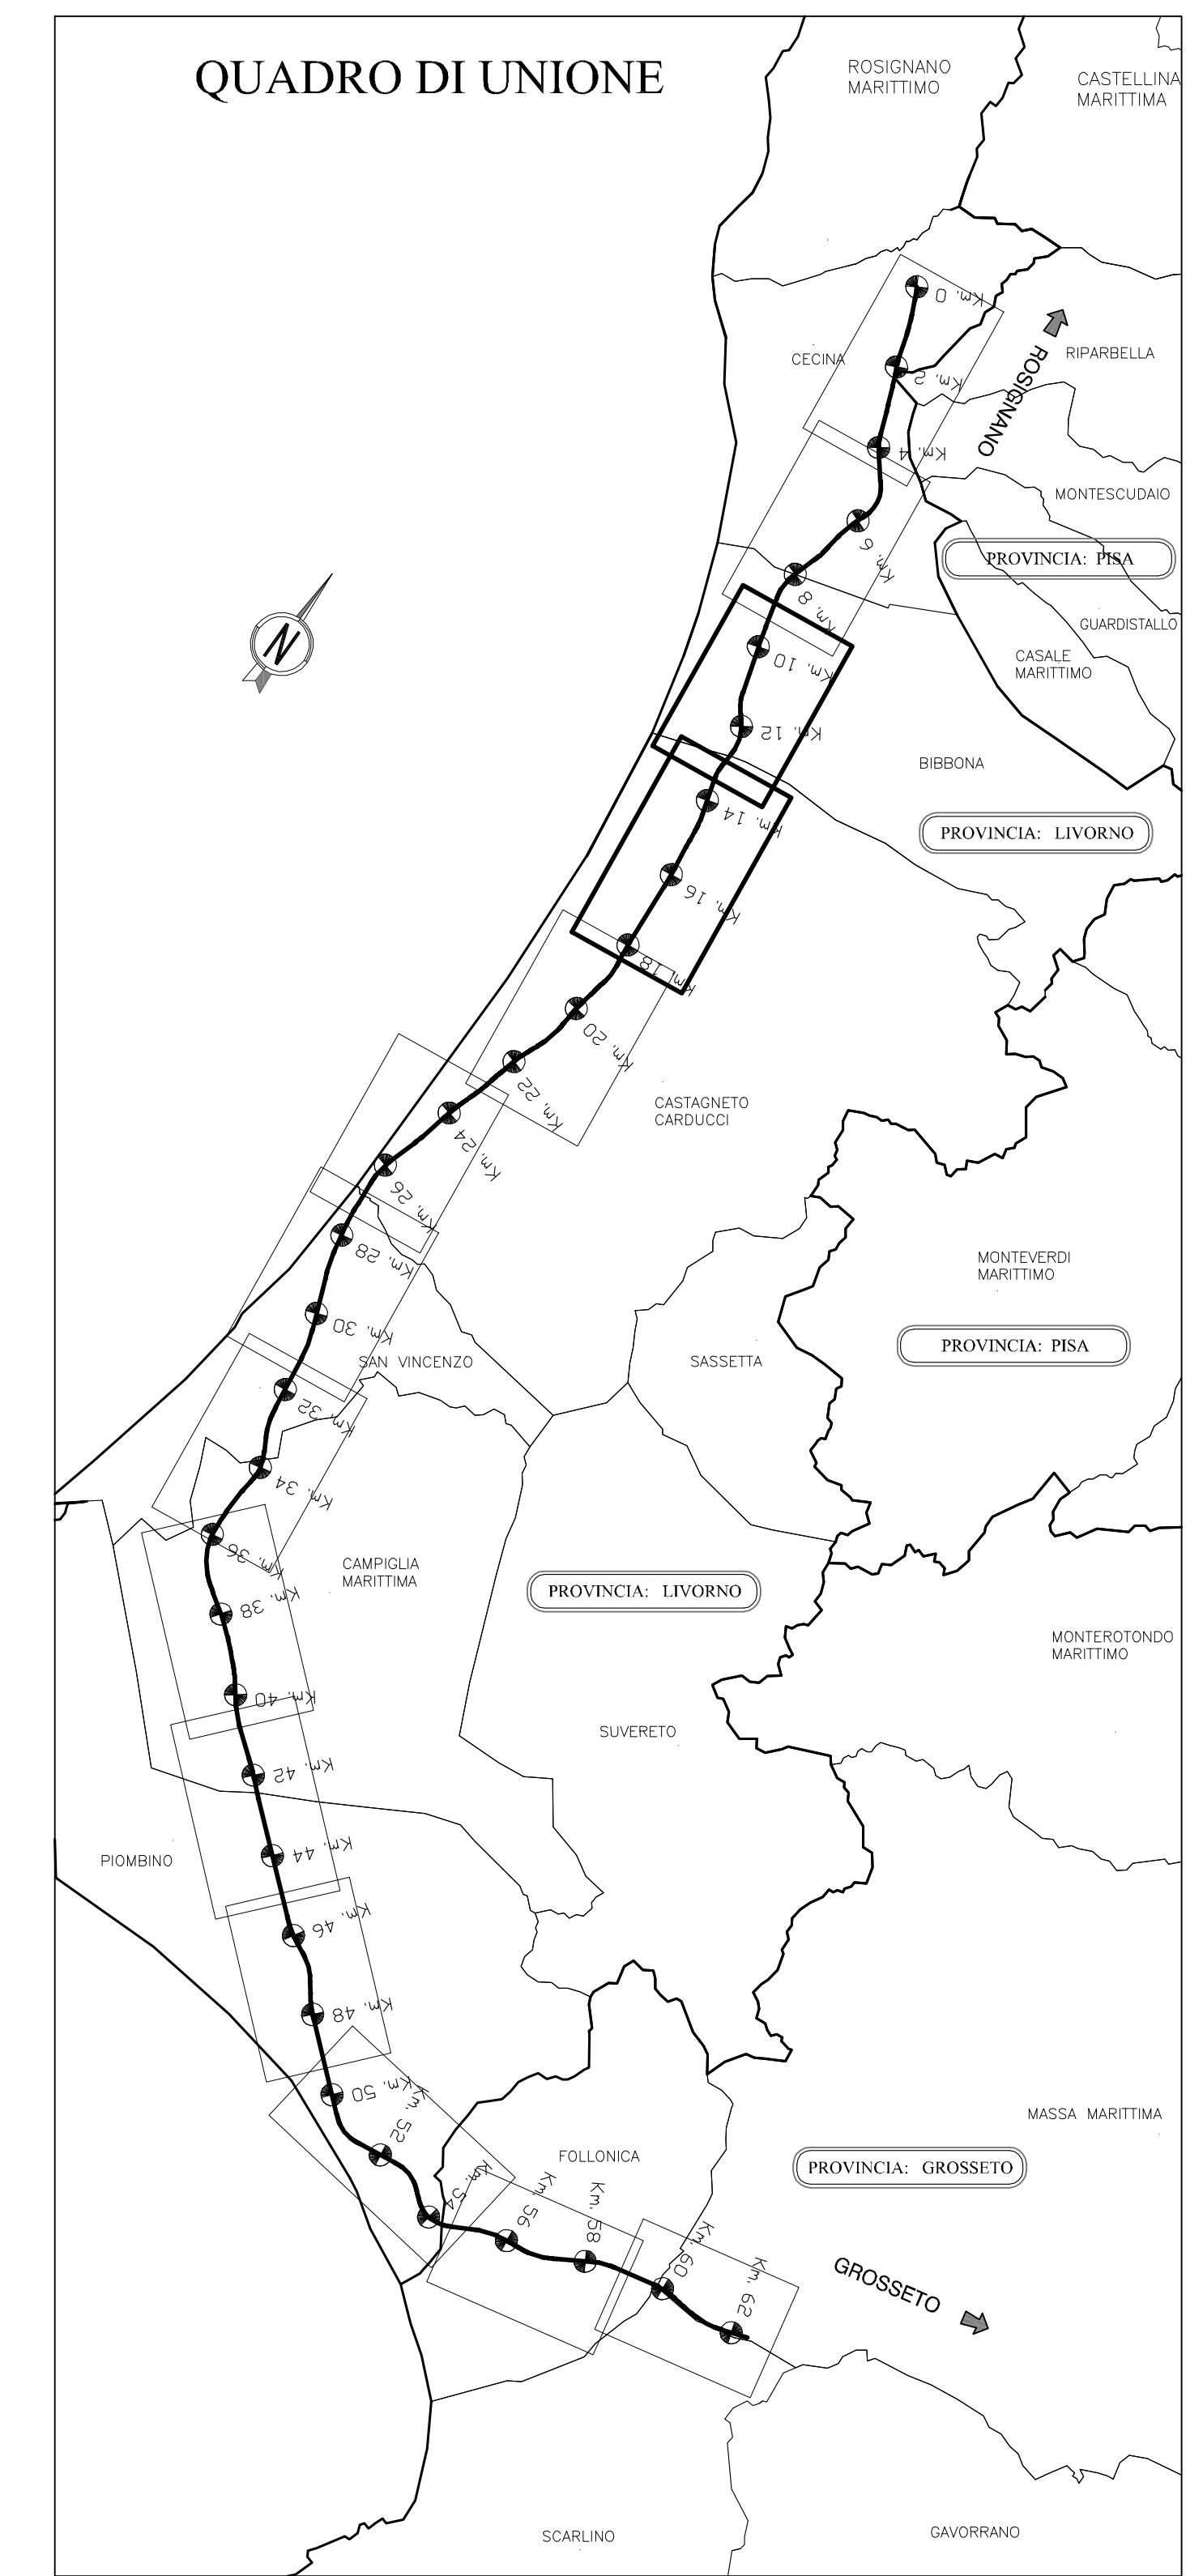 QUADRO DI UNIONE
ROSIGNANO
MARITTIMO
CASTELLINA
MARITTIMA
Km. 0
ROSIGNANO
RIPARBELLA
CECINA
Km. 2
Km. 4
MONTESCUDAIO
Km. 6
PROVINCIA: PISA
Km. 8
GUARDISTALLO
N
Km. 10
CASALE
MARITTIMO
Km. 12
BIBBONA
Km. 14
PROVINCIA: LIVORNO
Km. 16
Km. 18
Km. 20
Km. 22
CASTAGNETO
CARDUCCI
Km. 24
Km. 26
Km. 28
MONTEVERDI
MARITTIMO
Km. 30
PROVINCIA: PISA
SAN VINCENZO
SASSETTA
Km. 32
Km. 34
Km. 36
CAMPIGLIA
MARITTIMA
PROVINCIA: LIVORNO
Km. 38
MONTEROTONDO
MARITTIMO
Km. 40
SUVERETO
Km. 42
Km. 44
PIOMBINO
Km. 46
Km. 48
Km. 50
Km. 52
MASSA MARITTIMA
FOLLONICA
PROVINCIA: GROSSETO
Km. 54
Km. 56
Km. 58
Km. 60
Km. 62
GROSSETO
SCARLINO
GAVORRANO